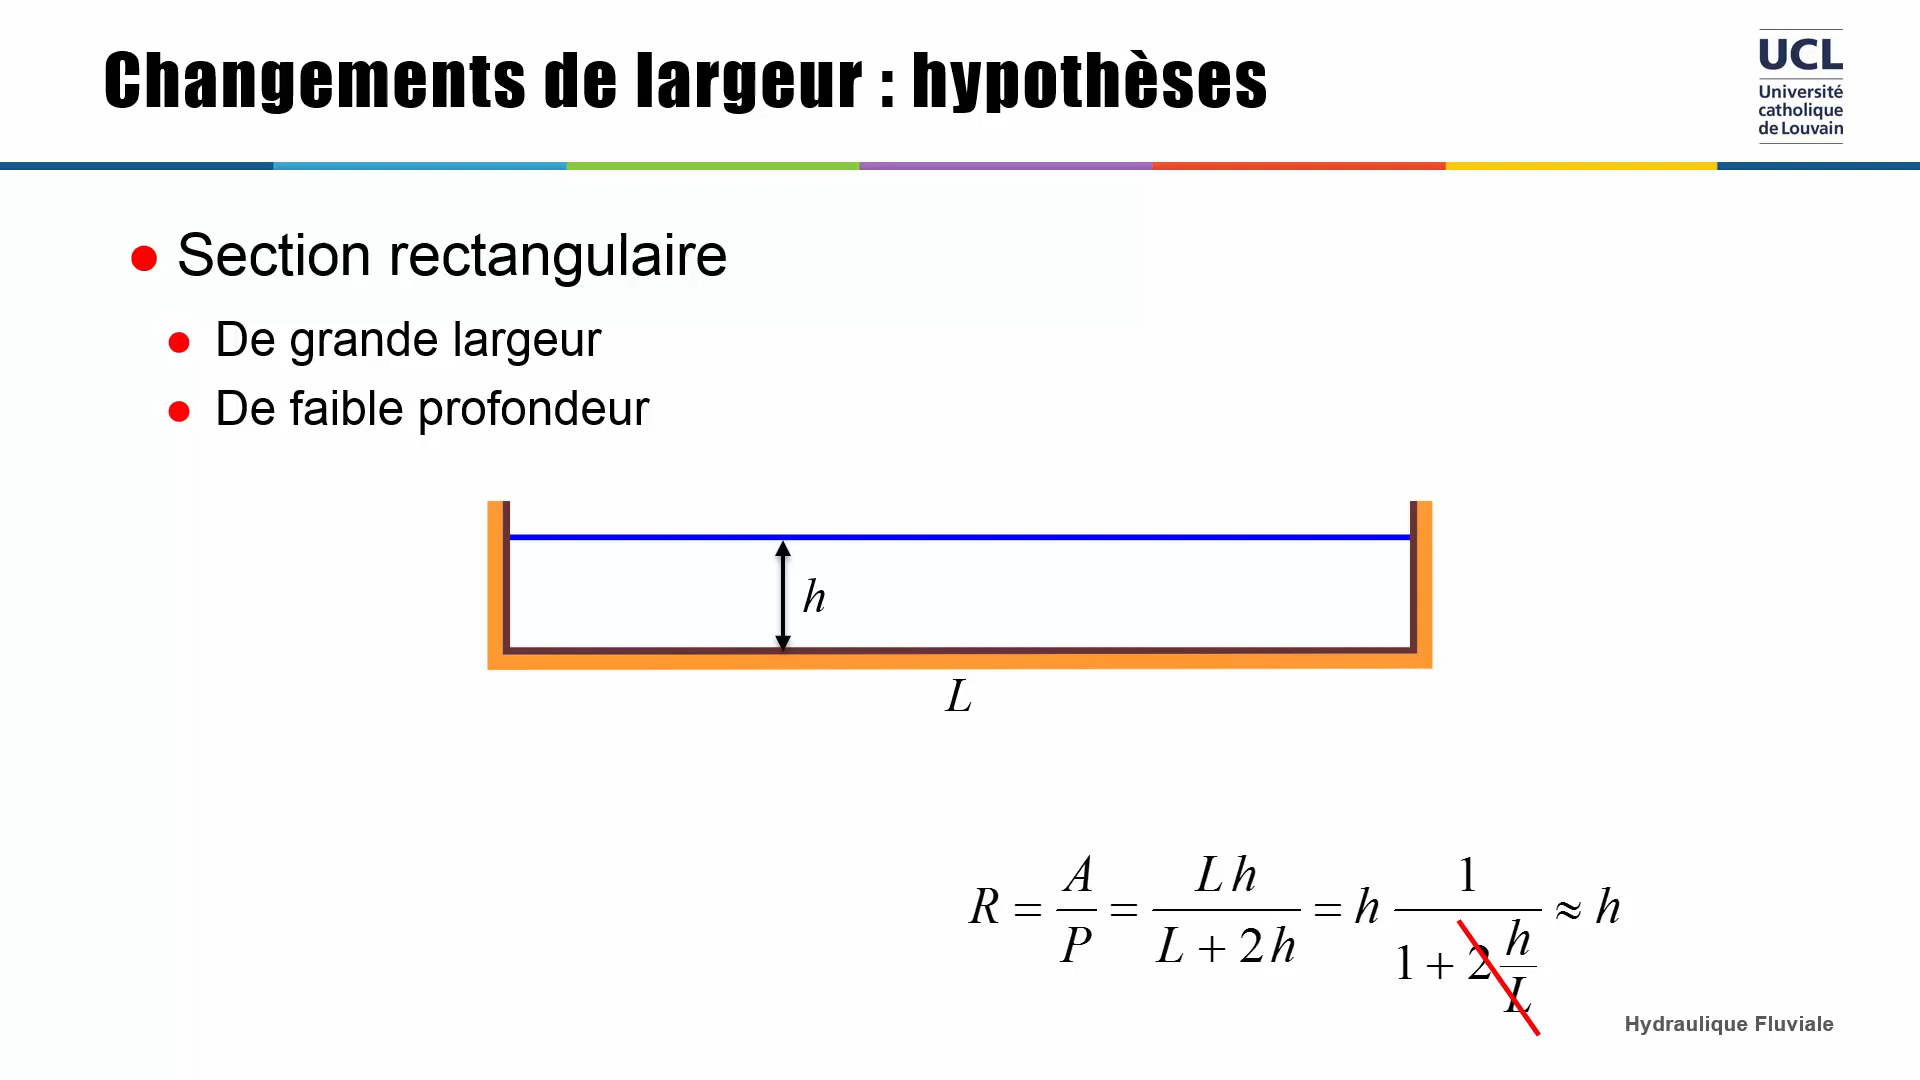 Changements de largeur : hypothèses
UCL
Université
catholique
de Louvain
● Section rectangulaire
● De grande largeur
● De faible profondeur
h
L
R = A/P = L h/(L + 2 h) = h 1/(1 + 2 h/L) ≈ h
Hydraulique Fluviale